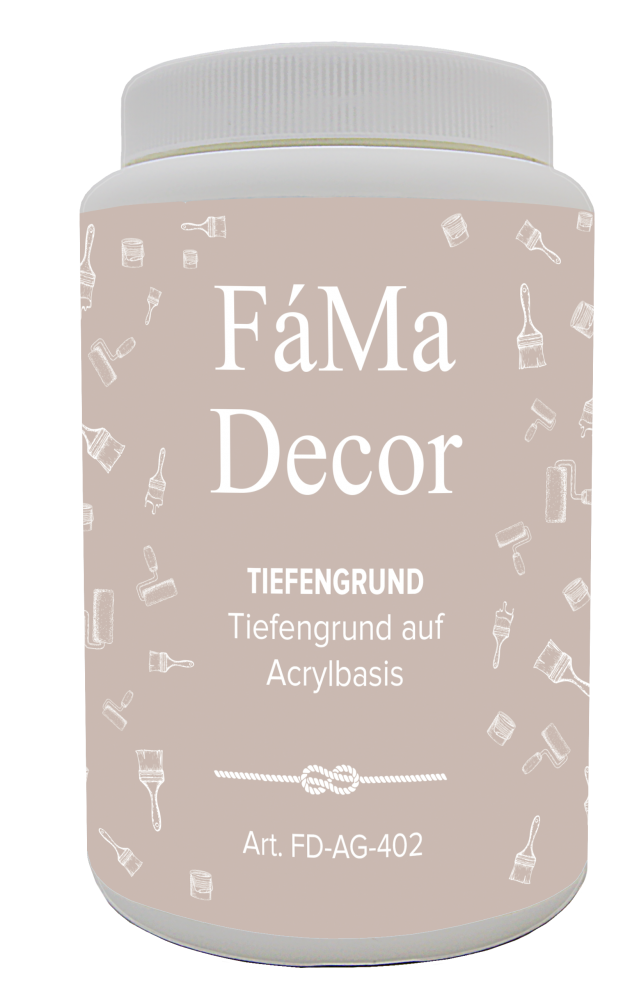 FáMa
Decor
TIEFENGRUND
Tiefengrund auf
Acrylbasis
Art. FD-AG-402